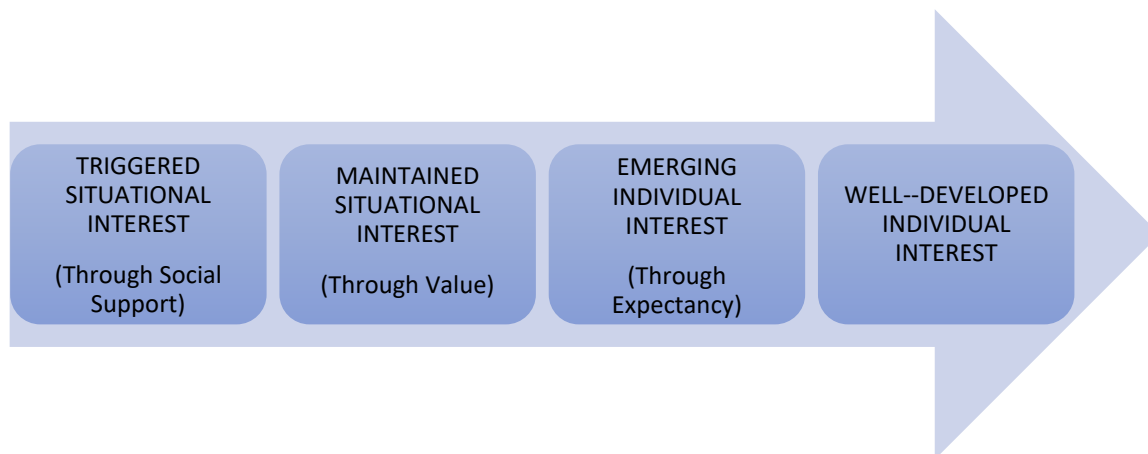 TRIGGERED
SITUATIONAL
INTEREST
(Through Social
Support)
MAINTAINED
SITUATIONAL
INTEREST
(Through Value)
EMERGING
INDIVIDUAL
INTEREST
(Through
Expectancy)
WELL--DEVELOPED
INDIVIDUAL
INTEREST